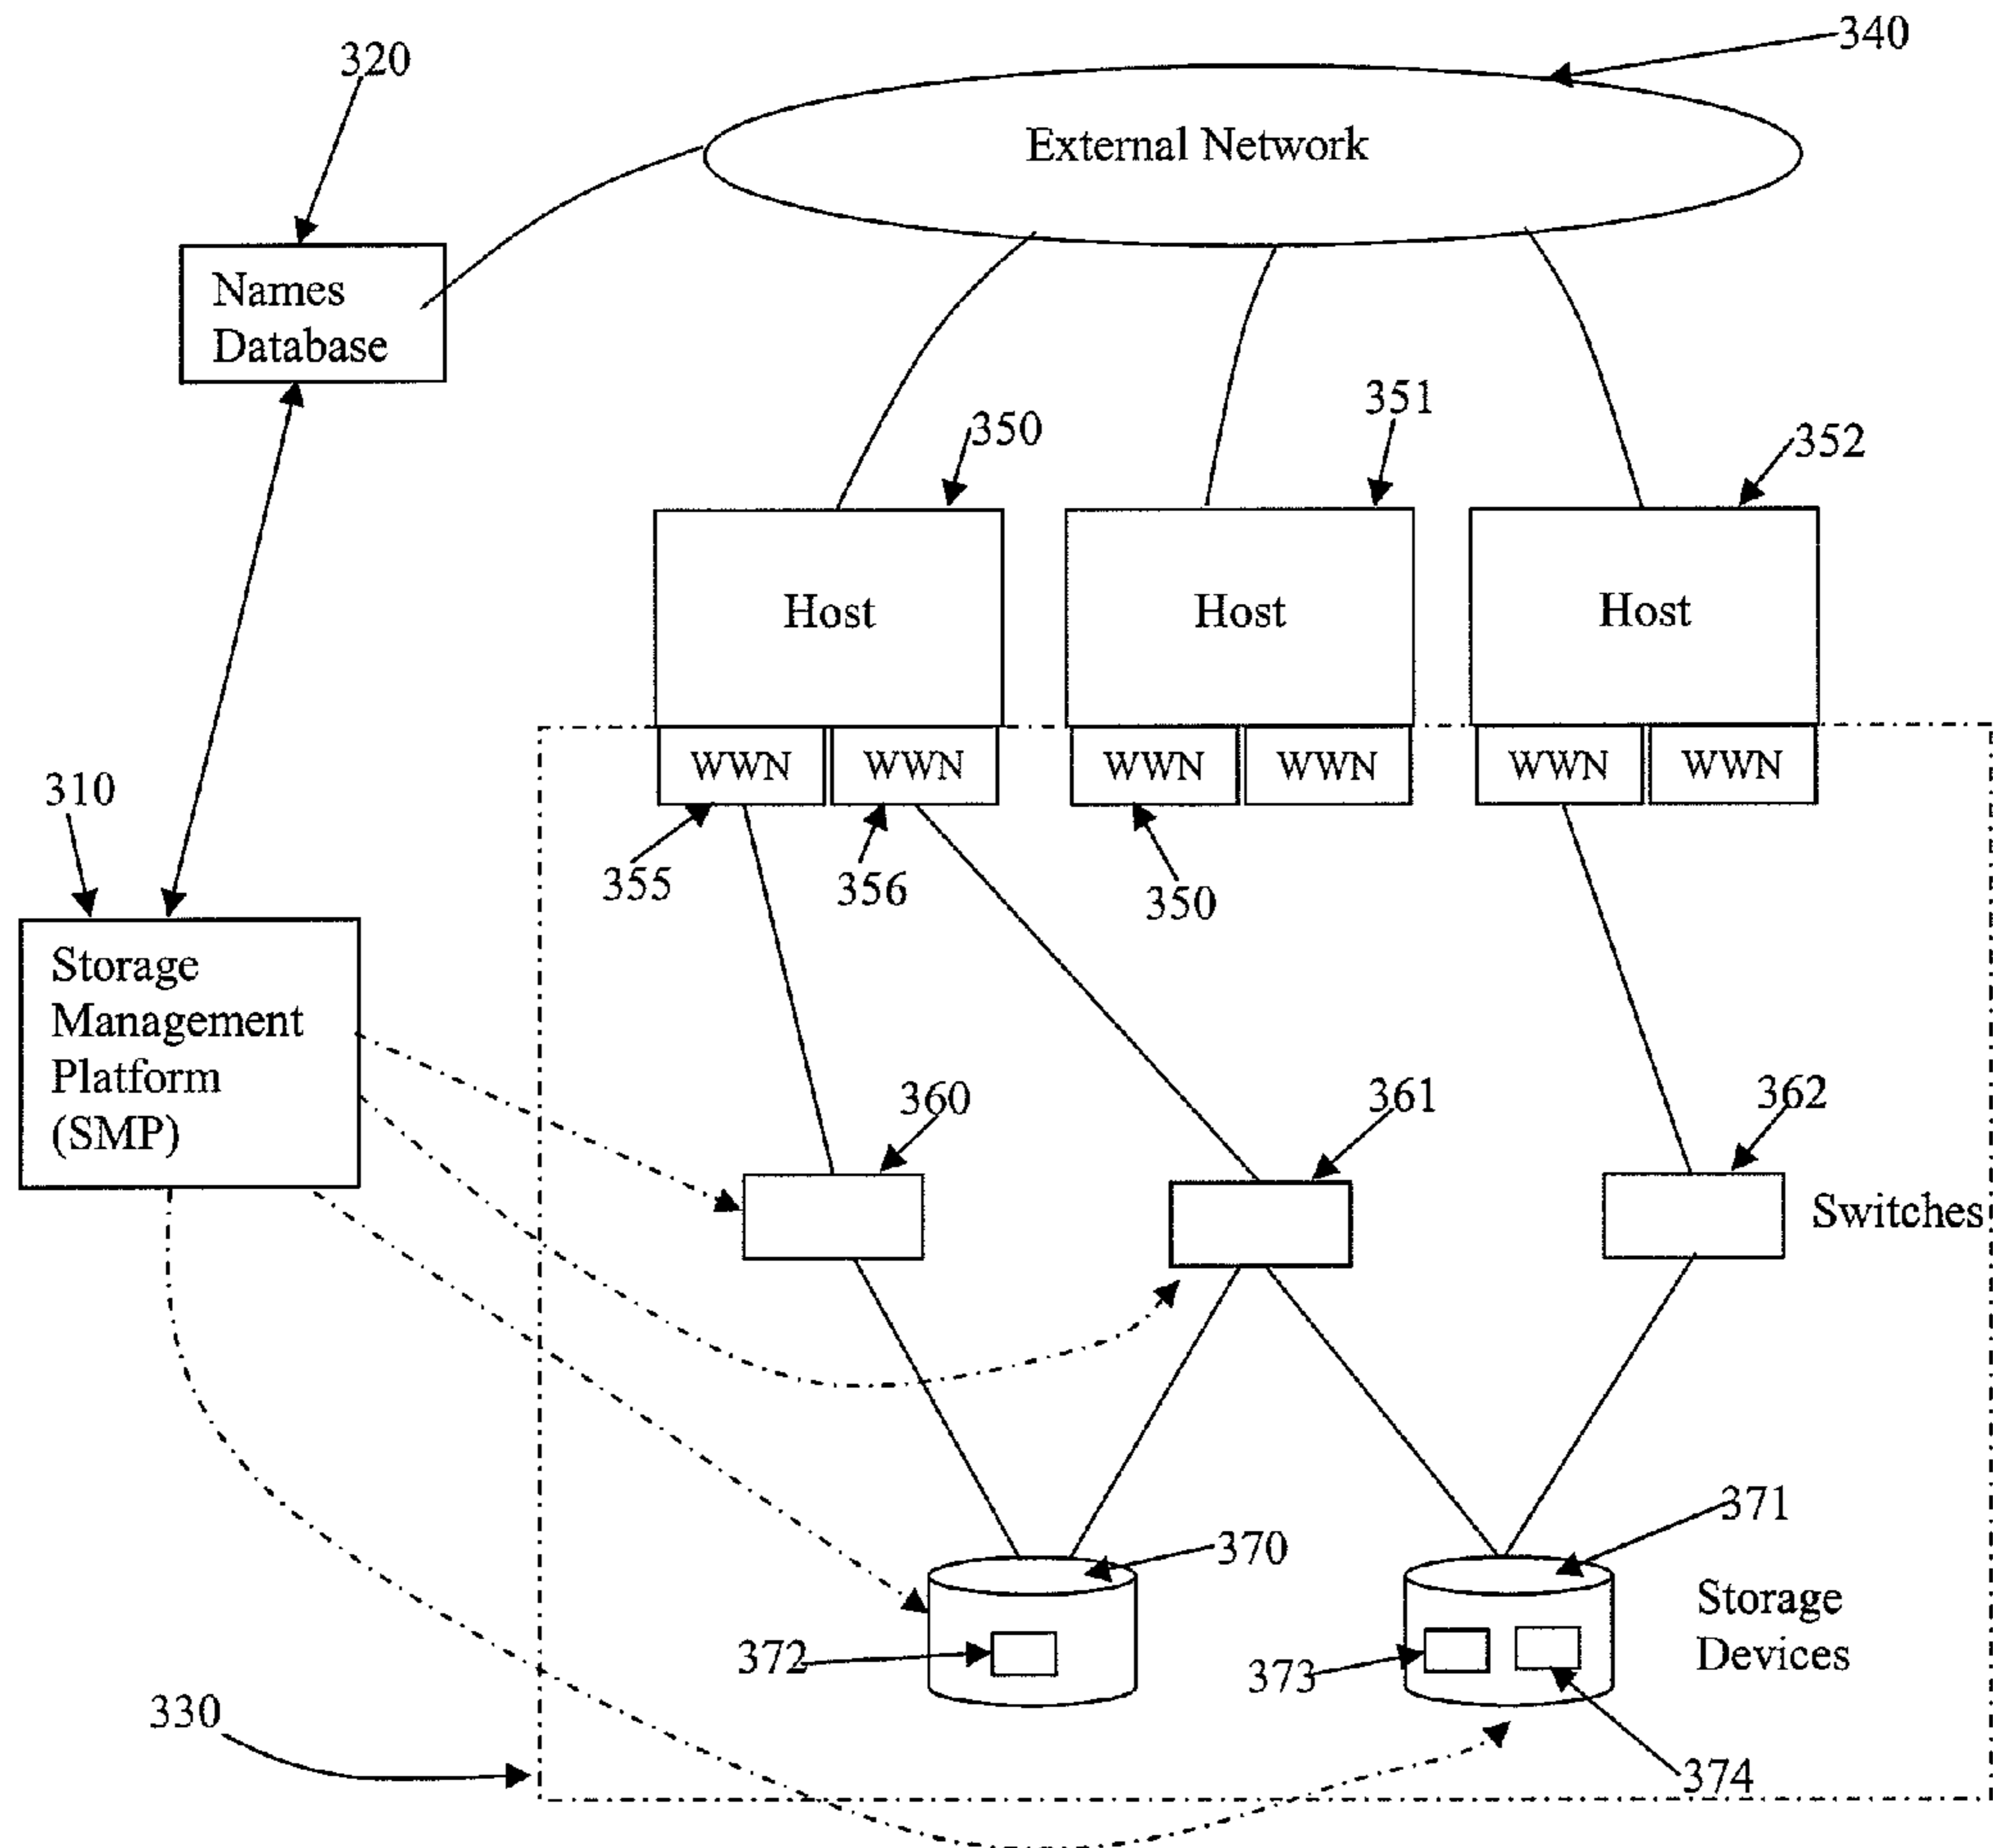 340
320
External Network
Names
Database
351
350
352
Host
Host
Host
WWN
WWN
WWN
WWN
WWN
WWN
310
355
356
350
Storage
Management
Platform
(SMP)
360
361
362
Switches
371
370
Storage
Devices
372
373
330
374